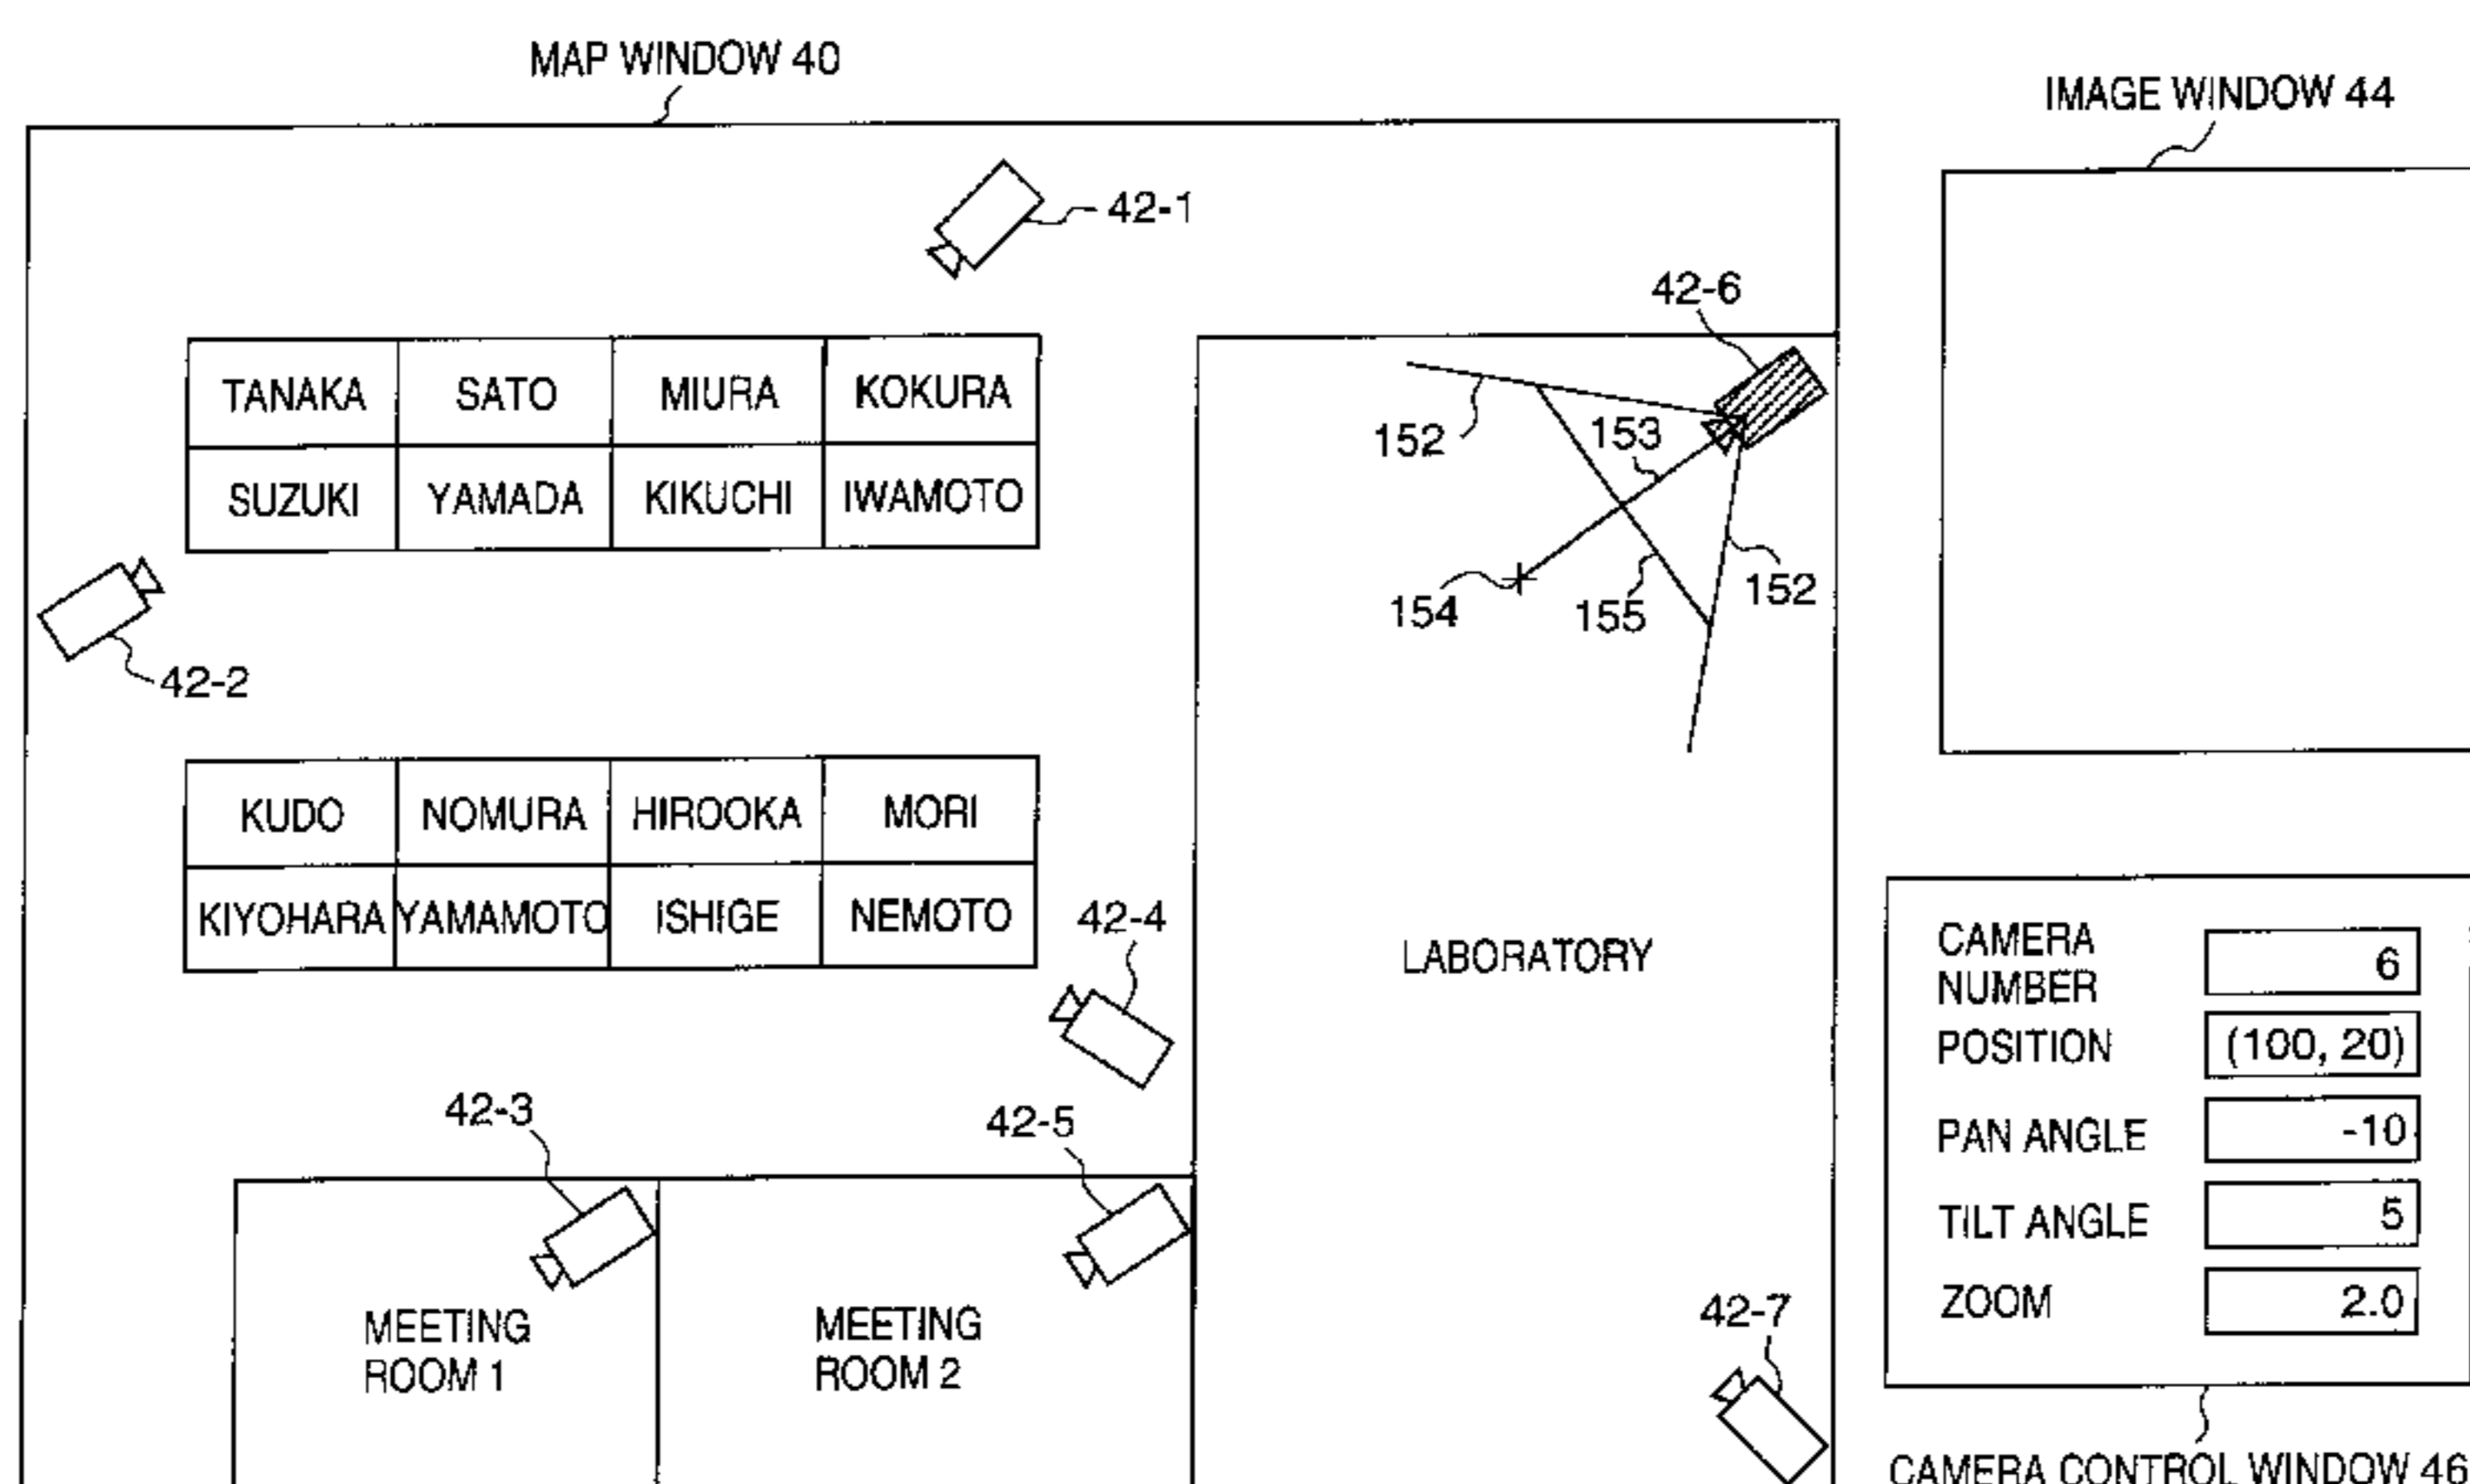 MAP WINDOW 40
IMAGE WINDOW 44
42-1
42-6
TANAKA SATO MIURA KOKURA
152
153
SUZUKI YAMADA KIKUCHI IWAMOTO
154
155
152
42-2
KUDO NOMURA HIROOKA MORI
KIYOHARA YAMAMOTO ISHIGE NEMOTO
42-4
LABORATORY
CAMERA
NUMBER
6
POSITION (100, 20)
PAN ANGLE -10
TILT ANGLE 5
ZOOM 2.0
42-3
42-5
MEETING
ROOM 1
MEETING
ROOM 2
42-7
CAMERA CONTROL WINDOW 46